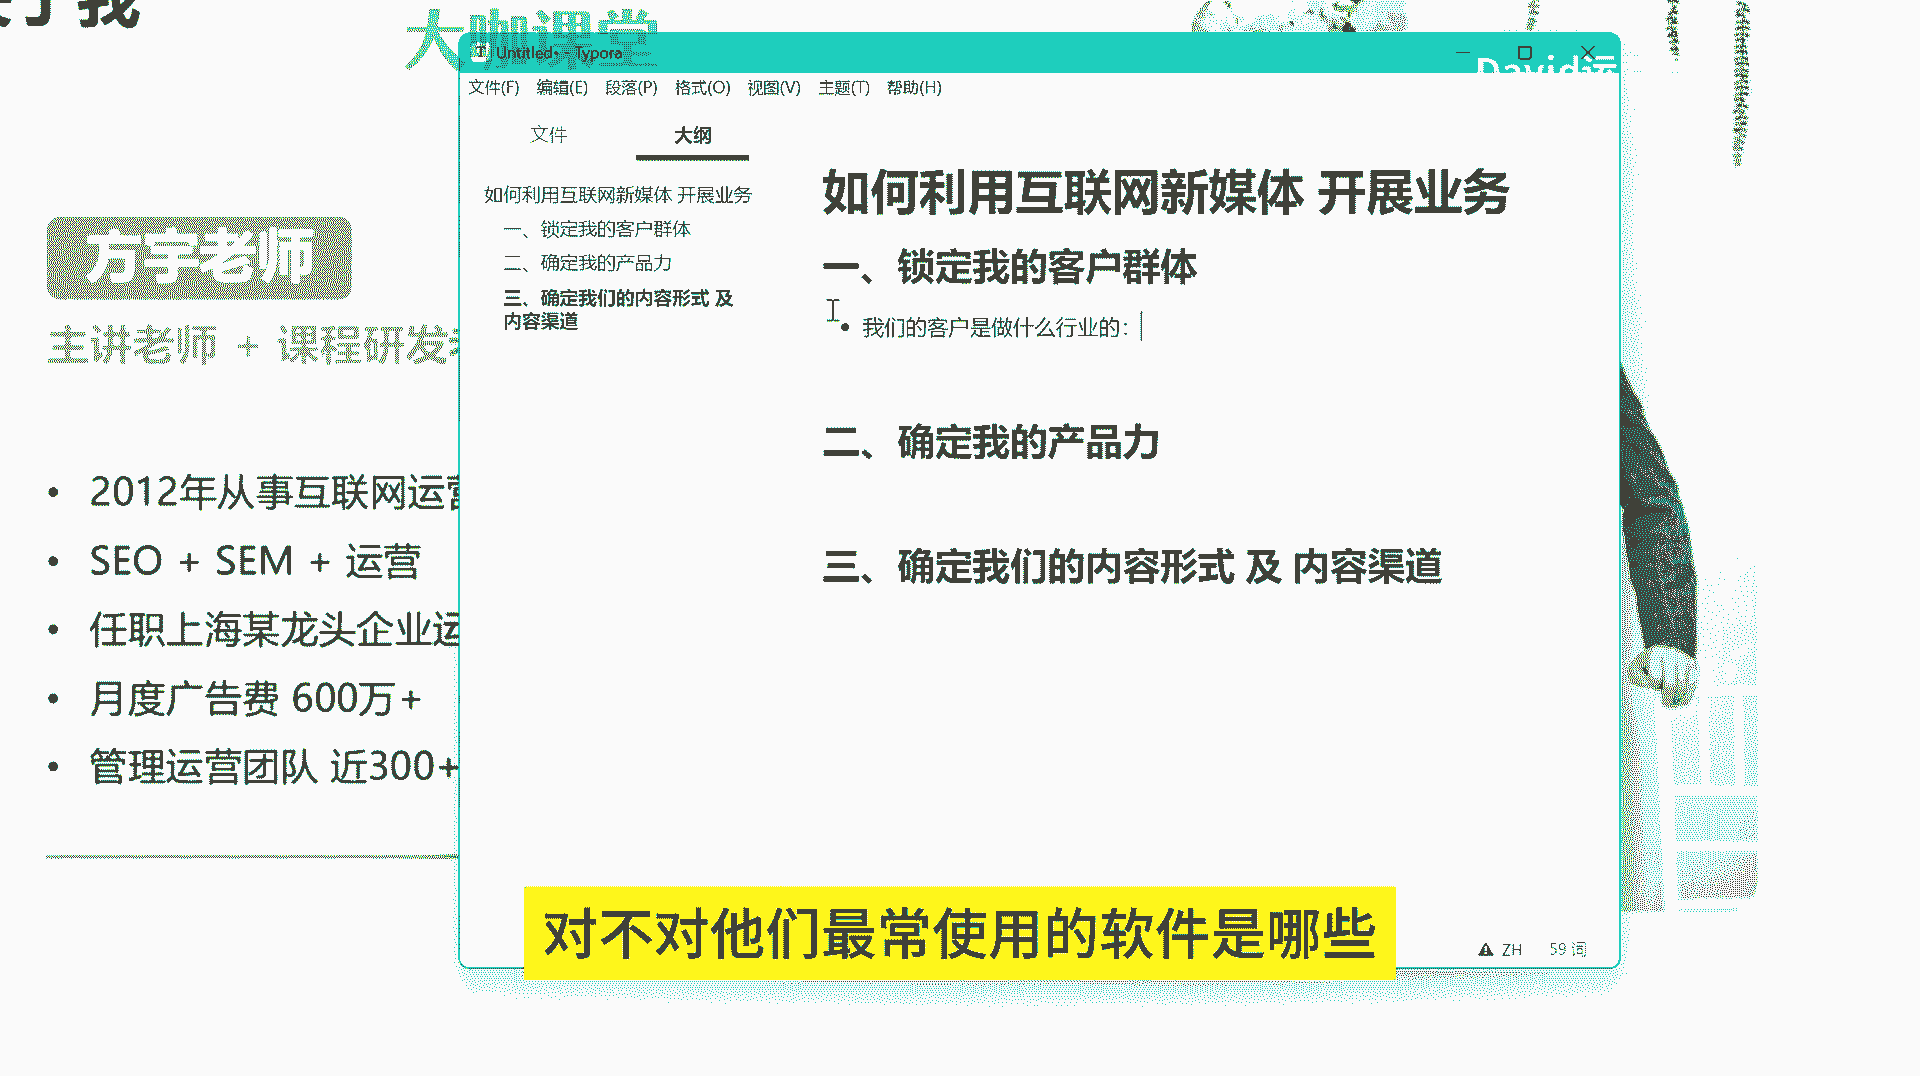 关于我
大咖课堂
David运
方宇老师
主讲老师 + 课程研发
2012年从事互联网运营
SEO + SEM + 运营
任职上海某龙头企业运
月度广告费 600万+
管理运营团队 近300+
Untitled• - Typora
文件(F) 编辑(E) 段落(P) 格式(O) 视图(V) 主题(T) 帮助(H)
文件 大纲
如何利用互联网新媒体 开展业务
一、锁定我的客户群体
二、确定我的产品力
三、确定我们的内容形式 及
内容渠道
如何利用互联网新媒体 开展业务
一、锁定我的客户群体
我们的客户是做什么行业的：
二、确定我的产品力
三、确定我们的内容形式 及 内容渠道
ZH 59 词
对不对他们最常使用的软件是哪些